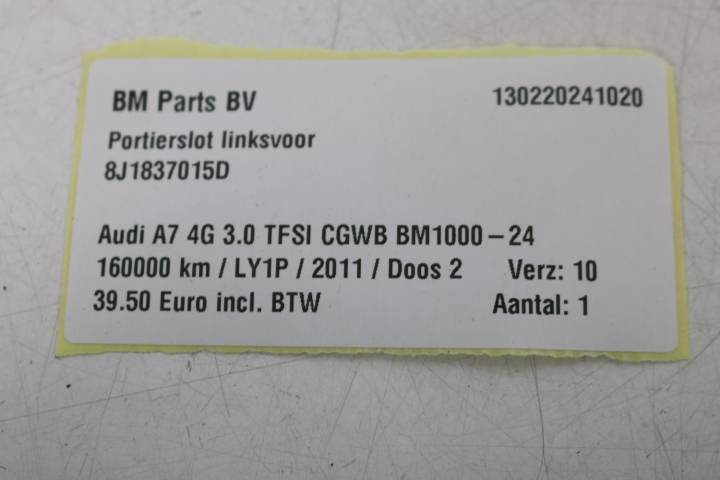 BM Parts BV 130220241020
Portierslot linksvoor
8J1837015D
Audi A7 4G 3.0 TFSI CGWB BM1000-24
160000 km / LY1P / 2011 / Doos 2 Verz: 10
39.50 Euro incl. BTW Aantal: 1